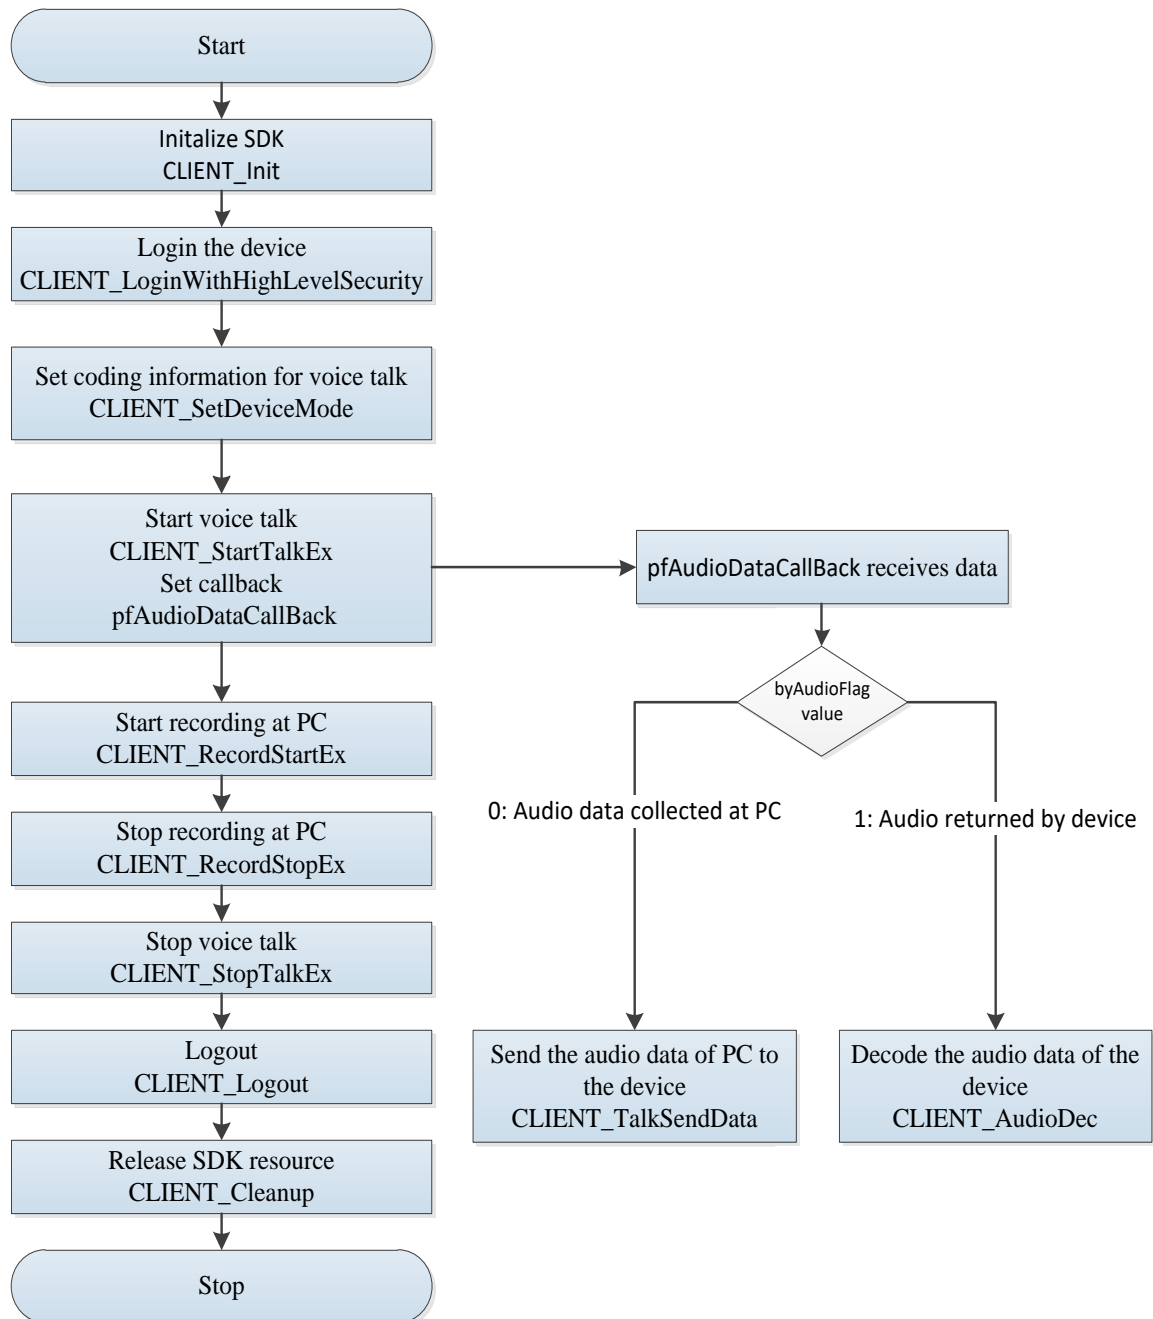 Start
Initalize SDK
CLIENT_Init
Login the device
CLIENT_LoginWithHighLevelSecurity
Set coding information for voice talk
CLIENT_SetDeviceMode
Start voice talk
CLIENT_StartTalkEx
Set callback
pfAudioDataCallBack
Start recording at PC
CLIENT_RecordStartEx
Stop recording at PC
CLIENT_RecordStopEx
Stop voice talk
CLIENT_StopTalkEx
Logout
CLIENT_Logout
Release SDK resource
CLIENT_Cleanup
Stop
pfAudioDataCallBack receives data
byAudioFlag
value
0: Audio data collected at PC
1: Audio returned by device
Send the audio data of PC to
the device
CLIENT_TalkSendData
Decode the audio data of the
device
CLIENT_AudioDec